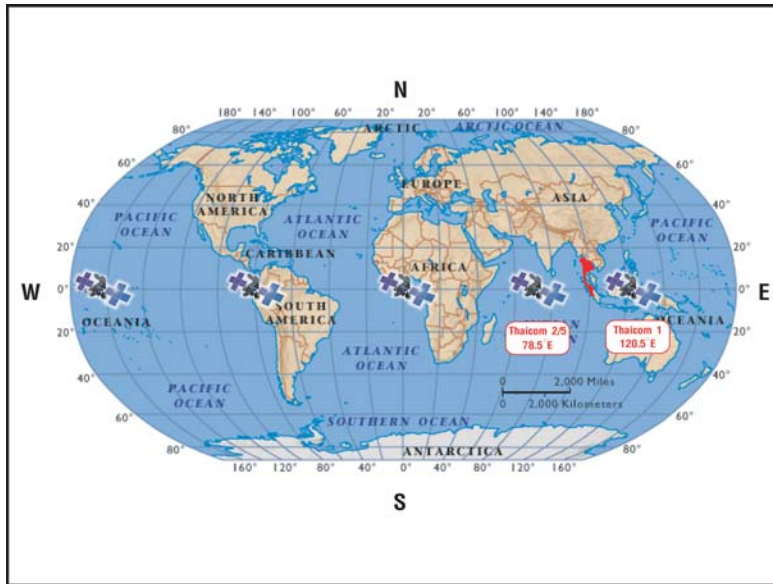 N
180° 140° 100° 60° 20° 20° 60° 100° 140° 180°
80° ARCTIC ARCTIC OCEAN 80°
60° 60°
EUROPE
NORTH
AMERICA
ASIA
40° 40°
PACIFIC
OCEAN
ATLANTIC
OCEAN
PACIFIC
OCEAN
20° 20°
CARIBBEAN
AFRICA
W 0° 0° E
SOUTH
AMERICA
OCEANIA
OCEANIA
Thaicom 2/5
78.5°E
Thaicom 1
120.5°E
20° 20°
ATLANTIC
OCEAN
40° 40°
PACIFIC
OCEAN
0 2,000 Miles
0 2,000 Kilometers
60° 60°
SOUTHERN OCEAN
80° ANTARCTICA 80°
160° 120° 80° 40° 0° 40° 80° 120° 160°
S